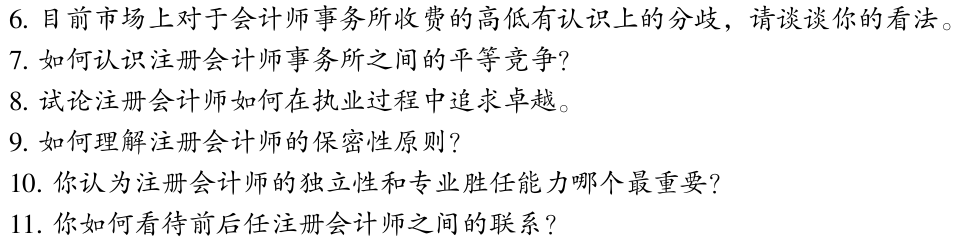 6. 目前市场上对于会计师事务所收费的高低有认识上的分歧，请谈谈你的看法。
7. 如何认识注册会计师事务所之间的平等竞争？
8. 试论注册会计师如何在执业过程中追求卓越。
9. 如何理解注册会计师的保密性原则？
10. 你认为注册会计师的独立性和专业胜任能力哪个最重要？
11. 你如何看待前后任注册会计师之间的联系？